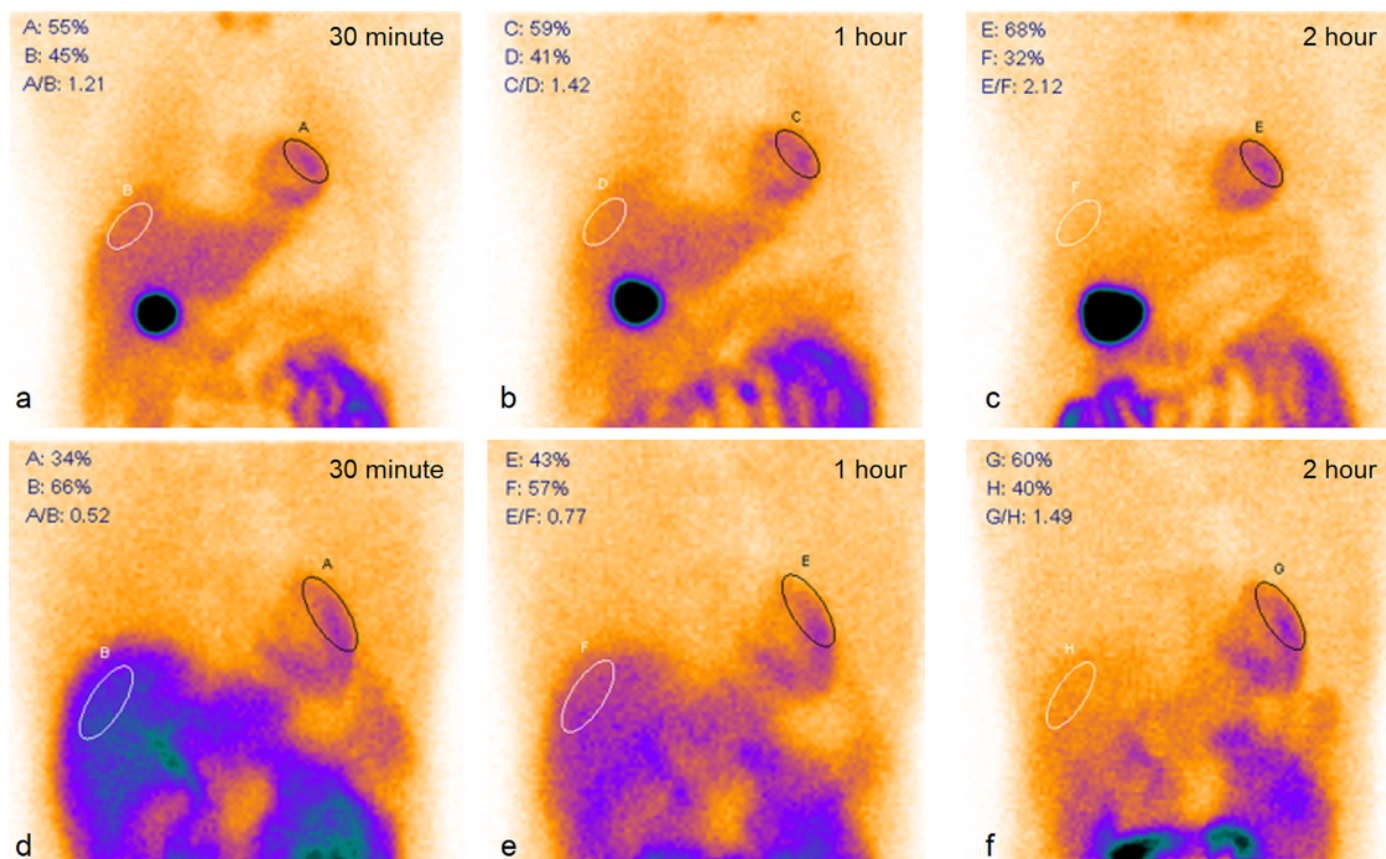 A: 55%
B: 45%
A/B: 1.21
30 minute
A
B
a
C: 59%
D: 41%
C/D: 1.42
1 hour
C
D
b
E: 68%
F: 32%
E/F: 2.12
2 hour
E
F
c
A: 34%
B: 66%
A/B: 0.52
30 minute
A
B
d
E: 43%
F: 57%
E/F: 0.77
1 hour
E
F
e
G: 60%
H: 40%
G/H: 1.49
2 hour
G
H
f